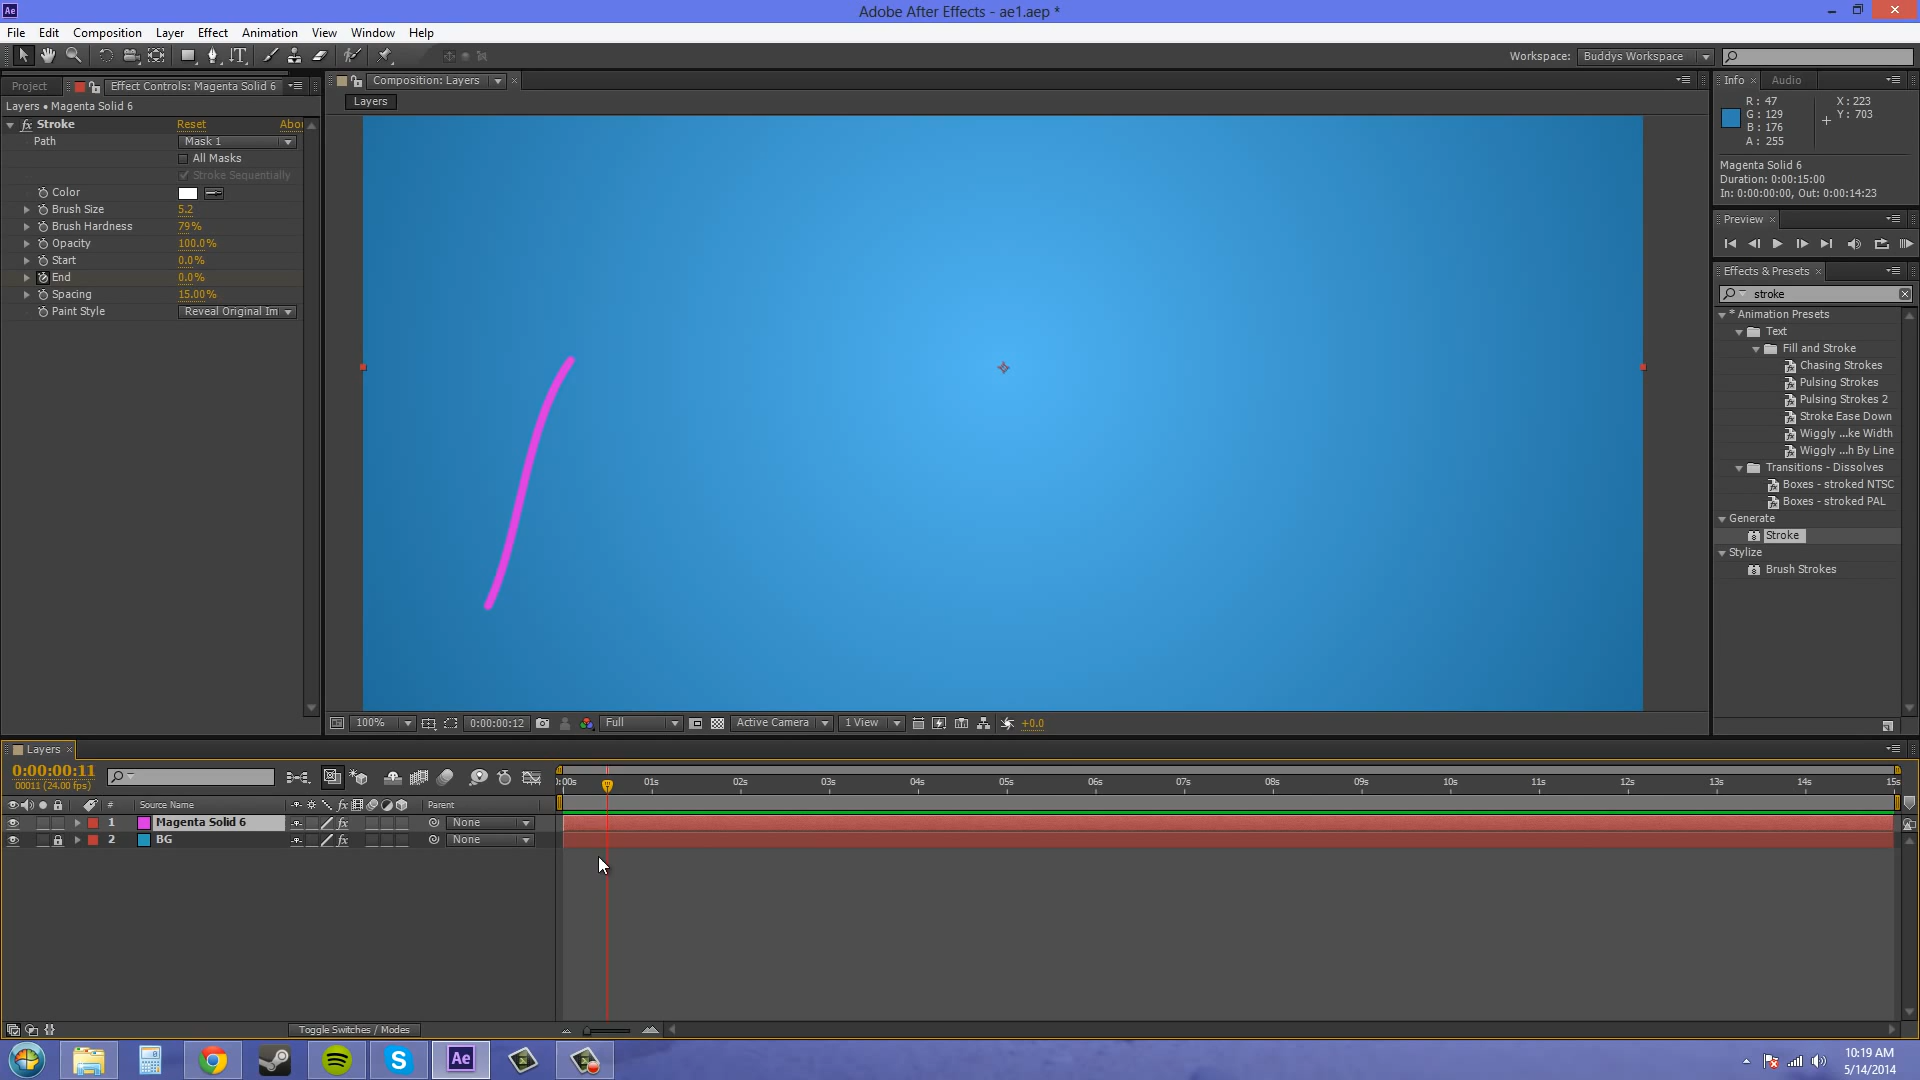 Ae Adobe After Effects - ae1.aep *
File Edit Composition Layer Effect Animation View Window Help
Workspace: Buddys Workspace
Project Effect Controls: Magenta Solid 6
Layers • Magenta Solid 6
fx Stroke Reset
Path Mask 1
All Masks
Stroke Sequentially
Color
Brush Size 5.2
Brush Hardness 79%
Opacity 100.0%
Start 0.0%
End 0.0%
Spacing 15.00%
Paint Style Reveal Original Im
Composition: Layers
Layers
100% 0:00:00:12 Full Active Camera 1 View +0.0
Info Audio
R: 47 X: 223
G: 129 Y: 703
B: 176
A: 255
Magenta Solid 6
Duration: 0:00:15:00
In: 0:00:00:00, Out: 0:00:14:23
Preview
Effects & Presets
stroke
* Animation Presets
Text
Fill and Stroke
Chasing Strokes
Pulsing Strokes
Pulsing Strokes 2
Stroke Ease Down
Wiggly ...ke Width
Wiggly ...h By Line
Transitions - Dissolves
Boxes - stroked NTSC
Boxes - stroked PAL
Generate
Stroke
Stylize
Brush Strokes
Layers
0:00:00:11
00011 (24.00 fps)
:00s 01s 02s 03s 04s 05s 06s 07s 08s 09s 10s 11s 12s 13s 14s 15s
# Source Name fx Parent
1 Magenta Solid 6 fx None
2 BG fx None
Toggle Switches / Modes
S Ae
10:19 AM
5/14/2014